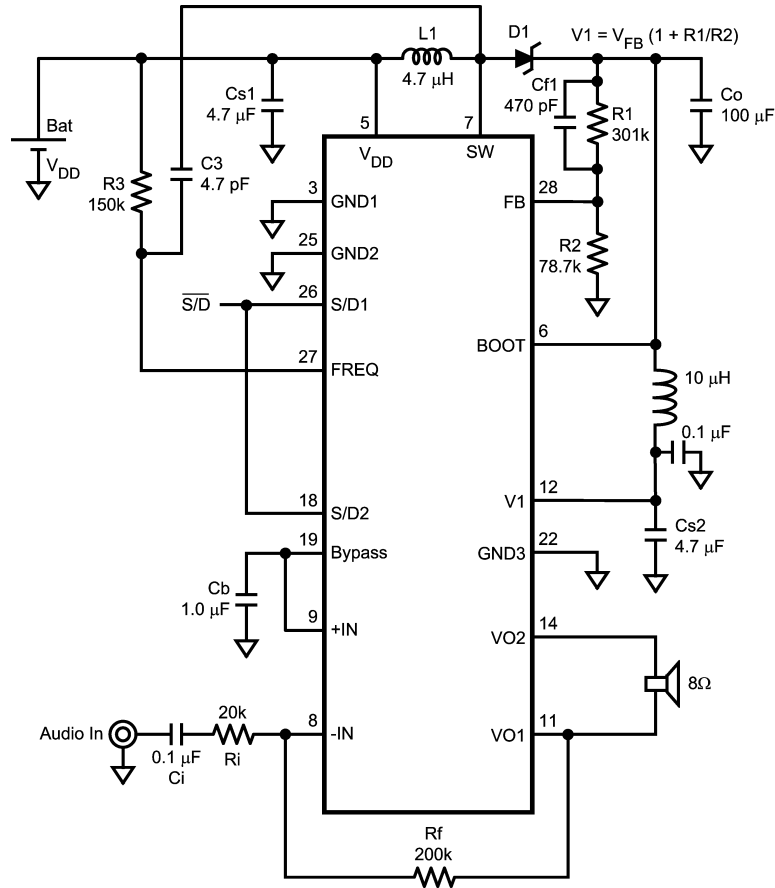 L1
4.7 μH
D1
V1 = VFB (1 + R1/R2)
Cs1
4.7 μF
Cf1
470 pF
R1
301k
Co
100 μF
Bat
VDD
R3
150k
C3
4.7 pF
5
VDD
7
SW
3
GND1
28
FB
25
GND2
R2
78.7k
S/D
26
S/D1
6
BOOT
27
FREQ
10 μH
0.1 μF
18
S/D2
12
V1
Cs2
4.7 μF
19
Bypass
22
GND3
Cb
1.0 μF
9
+IN
14
VO2
8Ω
Audio In
0.1 μF
Ci
20k
Ri
8
-IN
11
VO1
Rf
200k